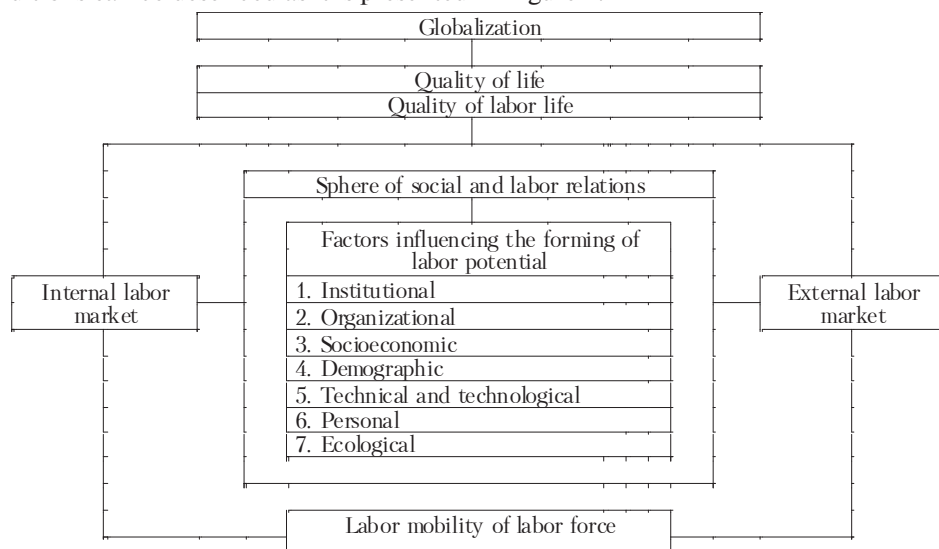 Globalization
Quality of life
Quality of labor life
Sphere of social and labor relations
Factors influencing the forming of
labor potential
Internal labor
market
External labor
market
1. Institutional
2. Organizational
3. Socioeconomic
4. Demographic
5. Technical and technological
6. Personal
7. Ecological
Labor mobility of labor force